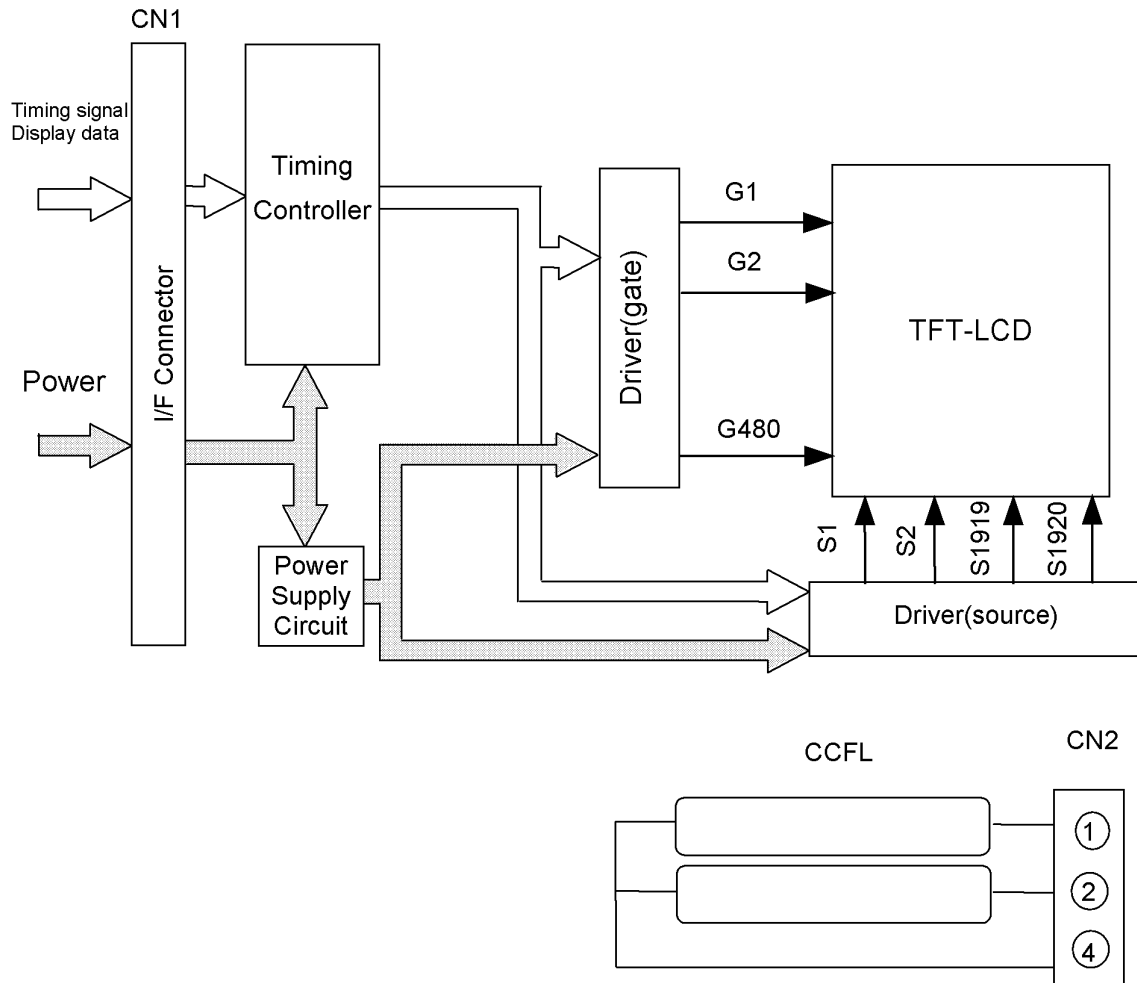 CN1
Timing signal
Display data
Power
I/F Connector
Timing
Controller
Power
Supply
Circuit
Driver(gate)
G1
G2
G480
TFT-LCD
S1
S2
S1919
S1920
Driver(source)
CCFL
CN2
1
2
4